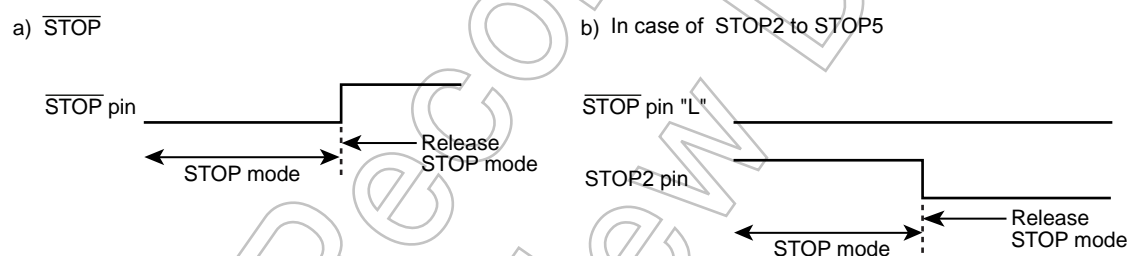 a) STOP
STOP pin
STOP mode
Release
STOP mode
b) In case of STOP2 to STOP5
STOP pin "L"
STOP2 pin
STOP mode
Release
STOP mode